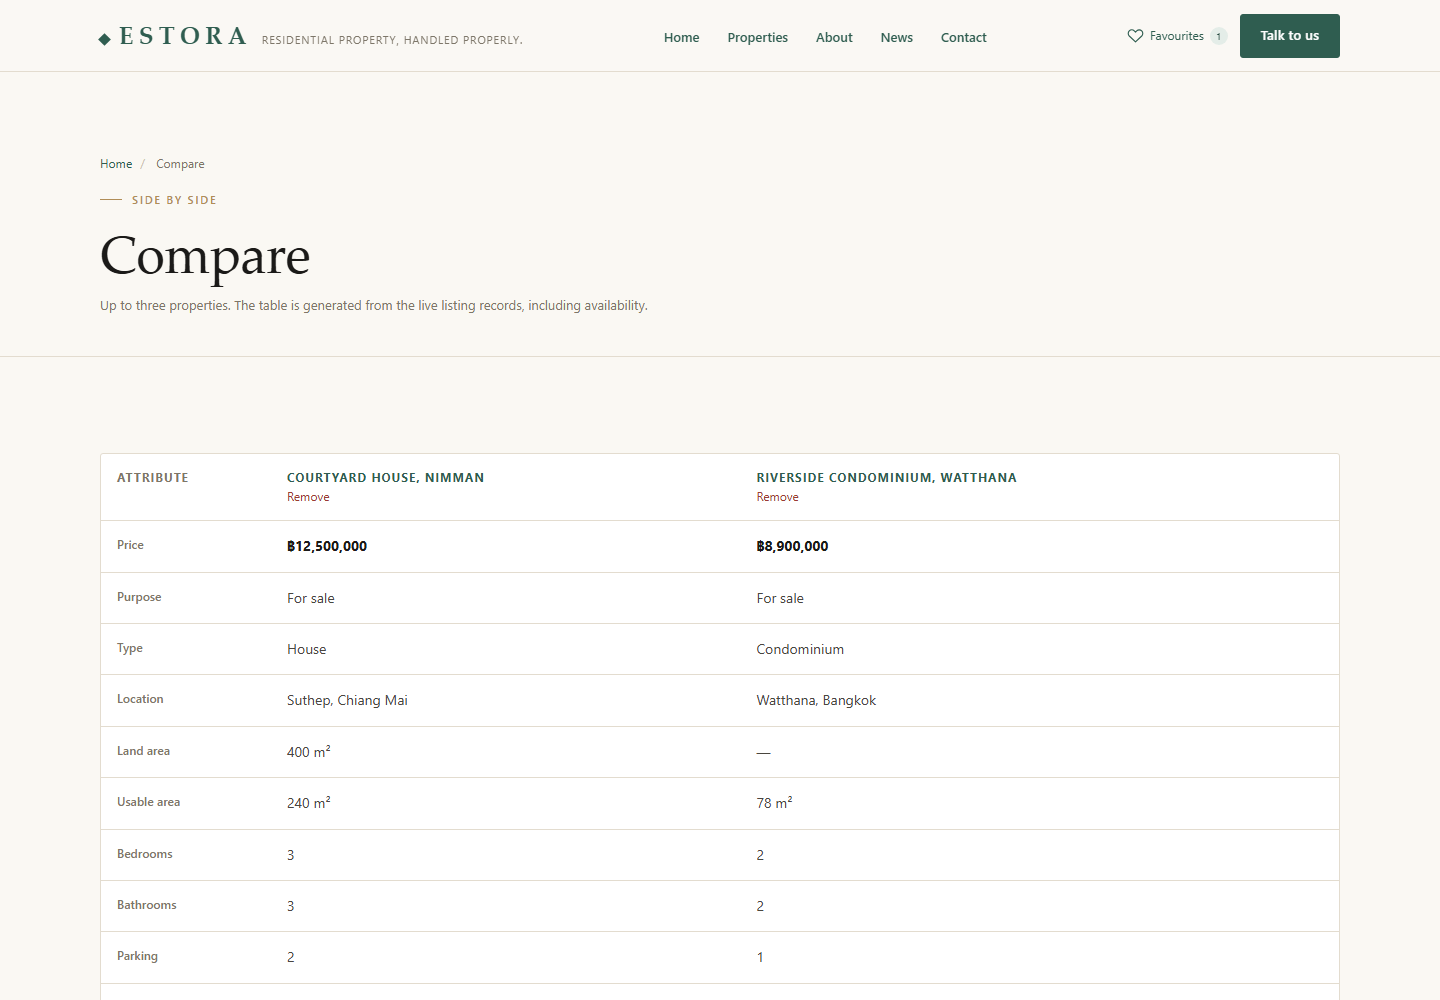 ESTORA RESIDENTIAL PROPERTY, HANDLED PROPERLY. Home Properties About News Contact Favourites 1 Talk to us
Home / Compare
SIDE BY SIDE
Compare
Up to three properties. The table is generated from the live listing records, including availability.
ATTRIBUTE COURTYARD HOUSE, NIMMAN RIVERSIDE CONDOMINIUM, WATTHANA
Remove Remove
Price ฿12,500,000 ฿8,900,000
Purpose For sale For sale
Type House Condominium
Location Suthep, Chiang Mai Watthana, Bangkok
Land area 400 m² —
Usable area 240 m² 78 m²
Bedrooms 3 2
Bathrooms 3 2
Parking 2 1